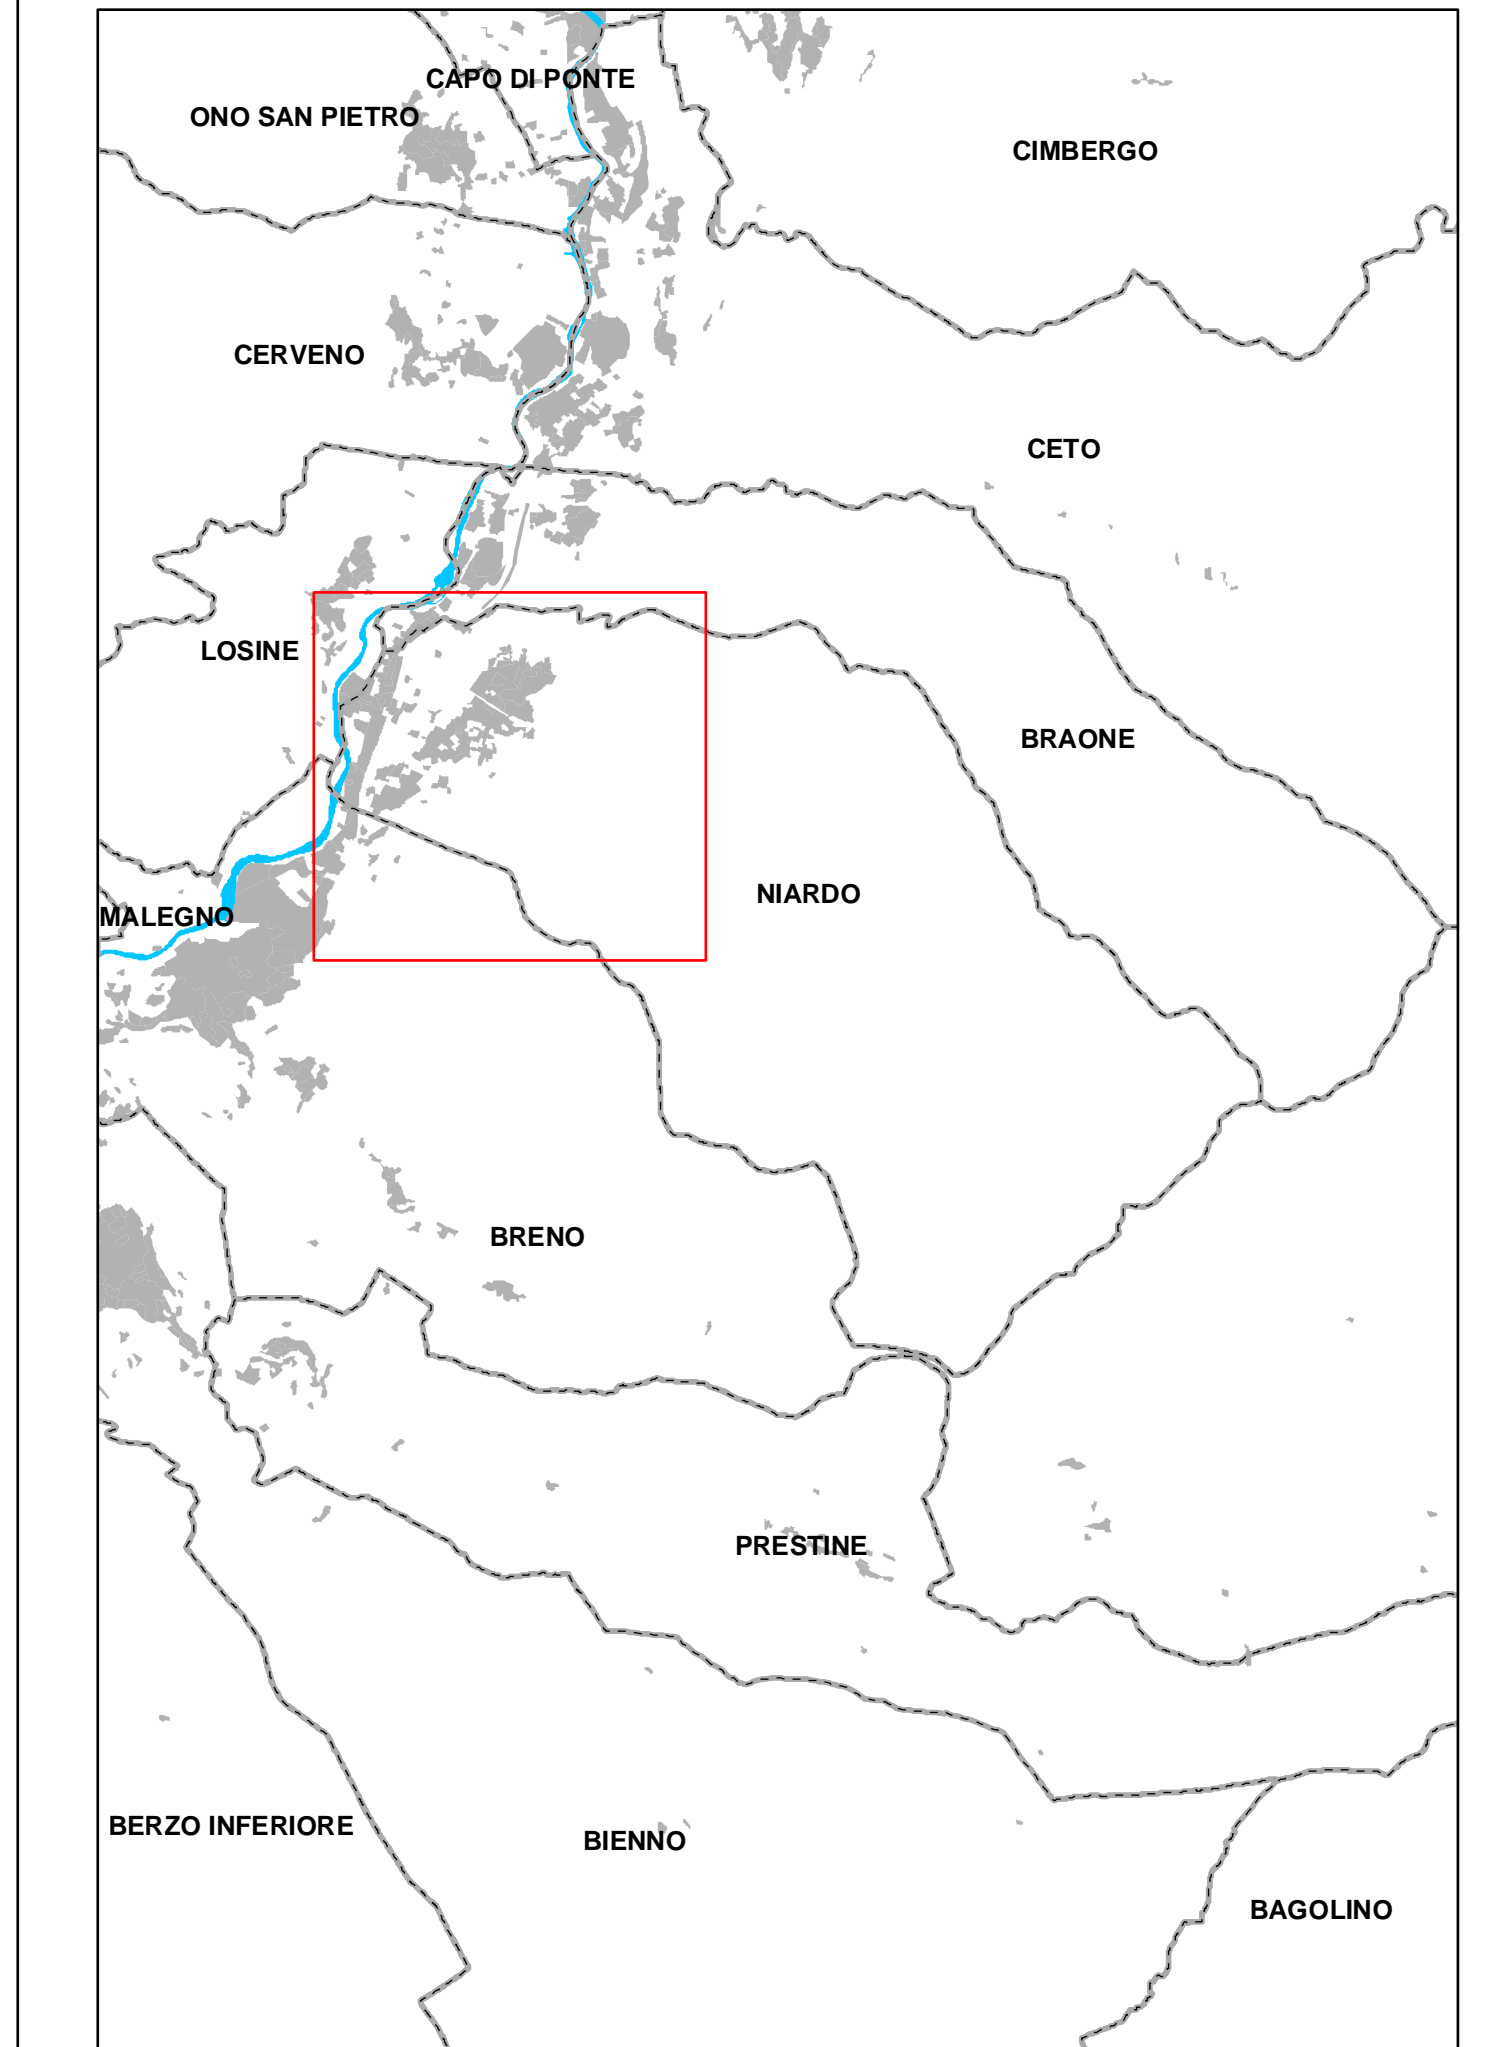 CAPO DI PONTE
ONO SAN PIETRO
CIMBERGO
CERVENO
CETO
LOSINE
BRAONE
NIARDO
MALEGNO
BRENO
PRESTINE
BERZO INFERIORE
BIENNO
BAGOLINO